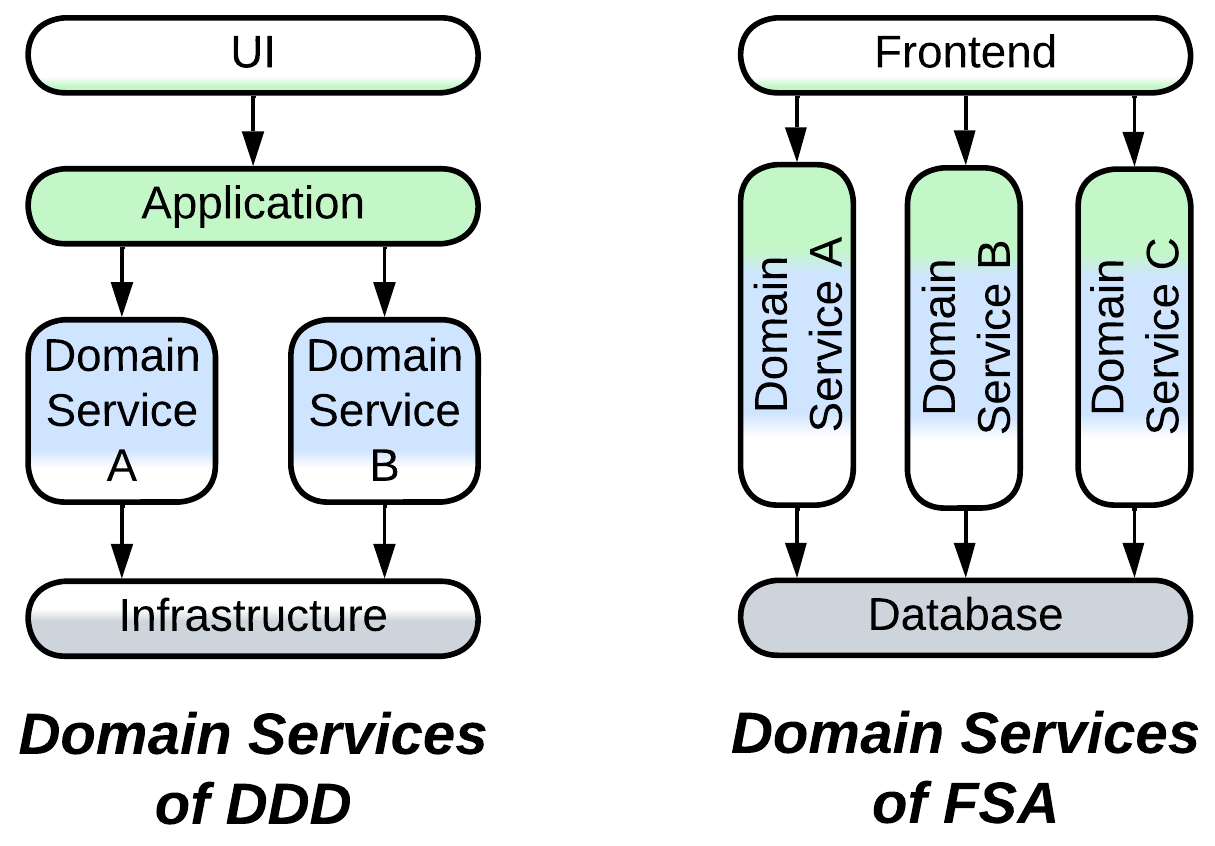 UI
Application
Domain
Service
A
Domain
Service
B
Infrastructure
Domain Services
of DDD
Frontend
Domain
Service A
Domain
Service B
Domain
Service C
Database
Domain Services
of FSA